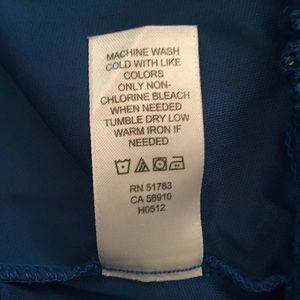 MACHINE WASH
COLD WITH LIKE
COLORS
ONLY NON-
CHLORINE BLEACH
WHEN NEEDED
TUMBLE DRY LOW
WARM IRON IF
NEEDED
RN 51783
CA 56910
H0512